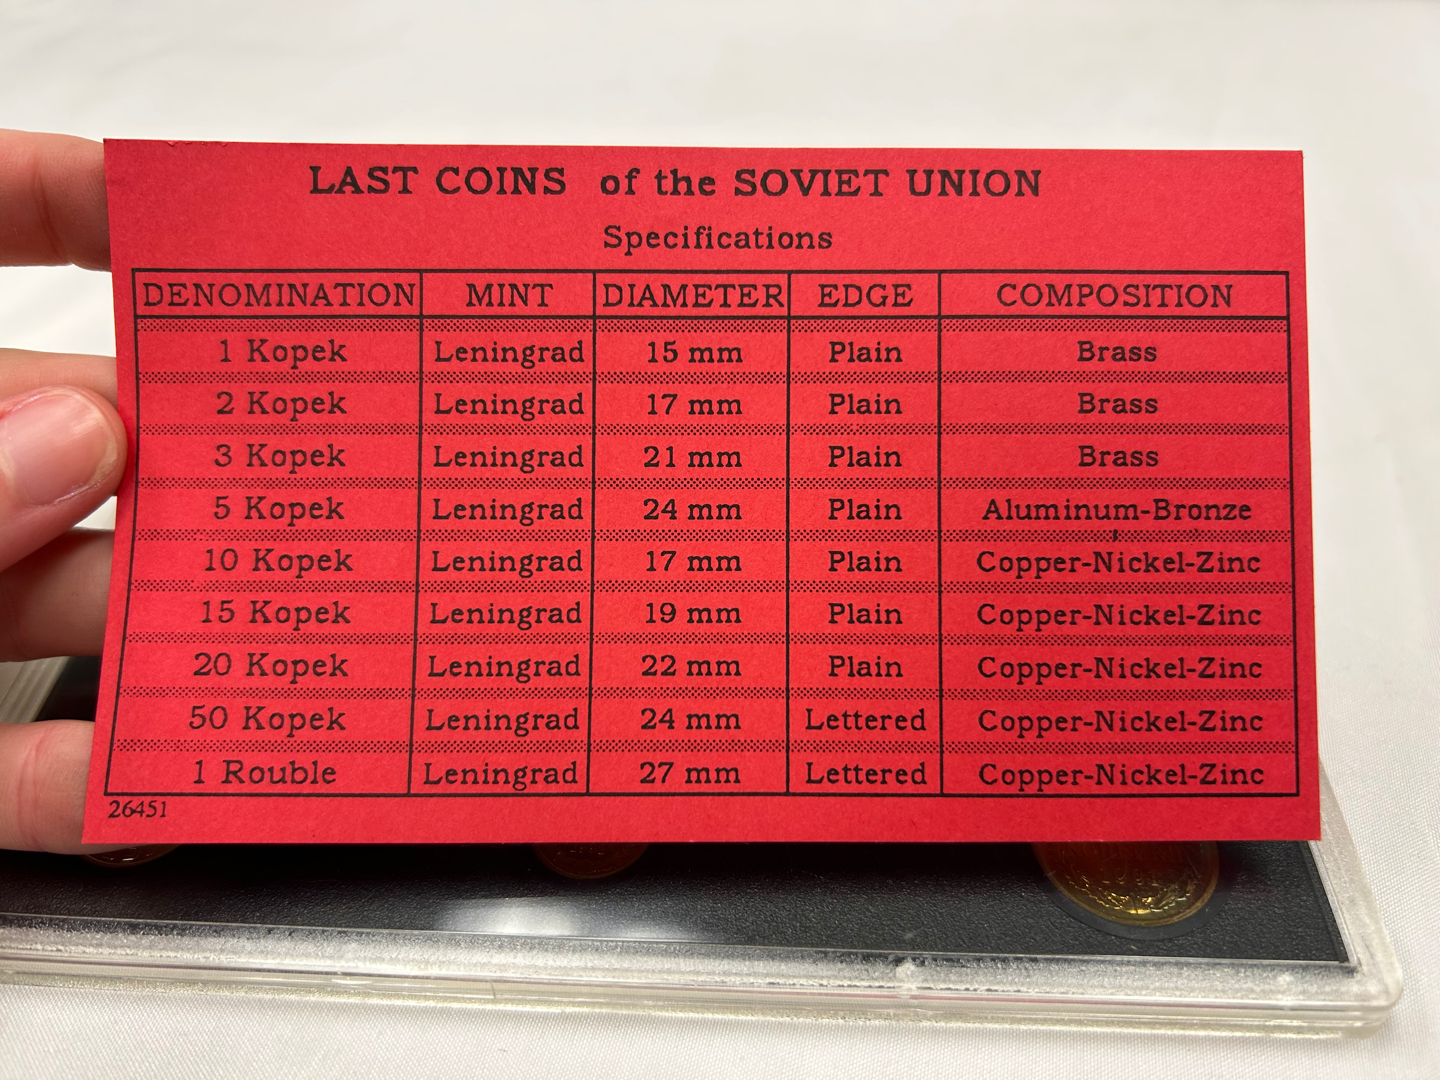 LAST COINS of the SOVIET UNION
Specifications
DENOMINATION MINT DIAMETER EDGE COMPOSITION
1 Kopek Leningrad 15 mm Plain Brass
2 Kopek Leningrad 17 mm Plain Brass
3 Kopek Leningrad 21 mm Plain Brass
5 Kopek Leningrad 24 mm Plain Aluminum-Bronze
10 Kopek Leningrad 17 mm Plain Copper-Nickel-Zinc
15 Kopek Leningrad 19 mm Plain Copper-Nickel-Zinc
20 Kopek Leningrad 22 mm Plain Copper-Nickel-Zinc
50 Kopek Leningrad 24 mm Lettered Copper-Nickel-Zinc
1 Rouble Leningrad 27 mm Lettered Copper-Nickel-Zinc
26451